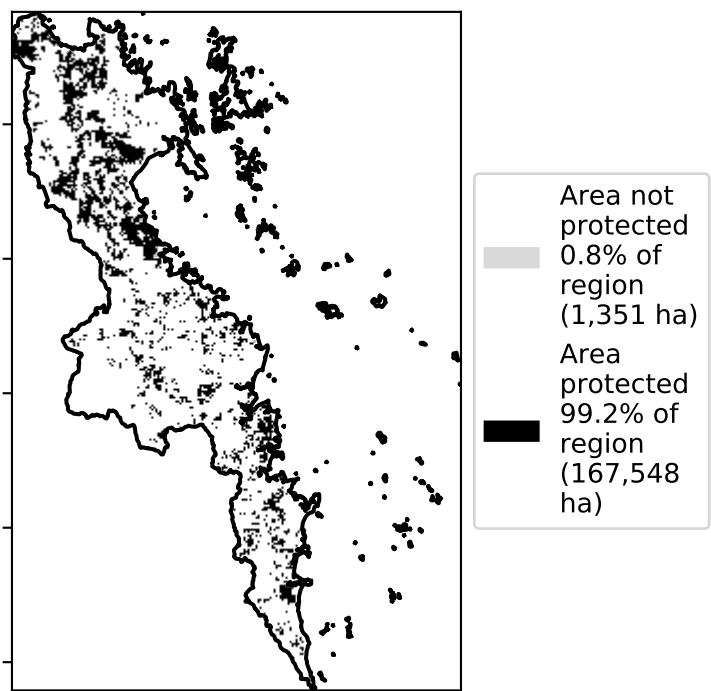 Area not
protected
0.8% of
region
(1,351 ha)
Area
protected
99.2% of
region
(167,548
ha)